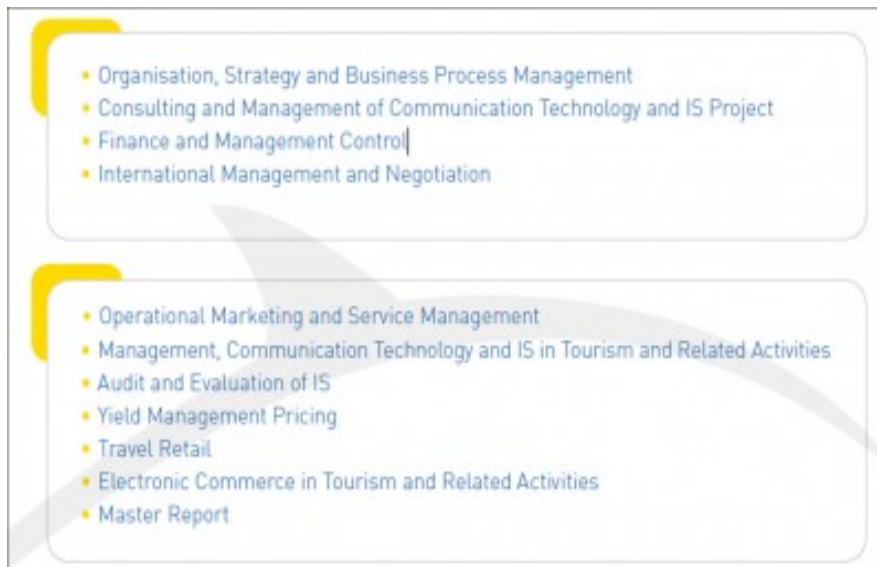 • Organisation, Strategy and Business Process Management
• Consulting and Management of Communication Technology and IS Project
• Finance and Management Control
• International Management and Negotiation
• Operational Marketing and Service Management
• Management, Communication Technology and IS in Tourism and Related Activities
• Audit and Evaluation of IS
• Yield Management Pricing
• Travel Retail
• Electronic Commerce in Tourism and Related Activities
• Master Report